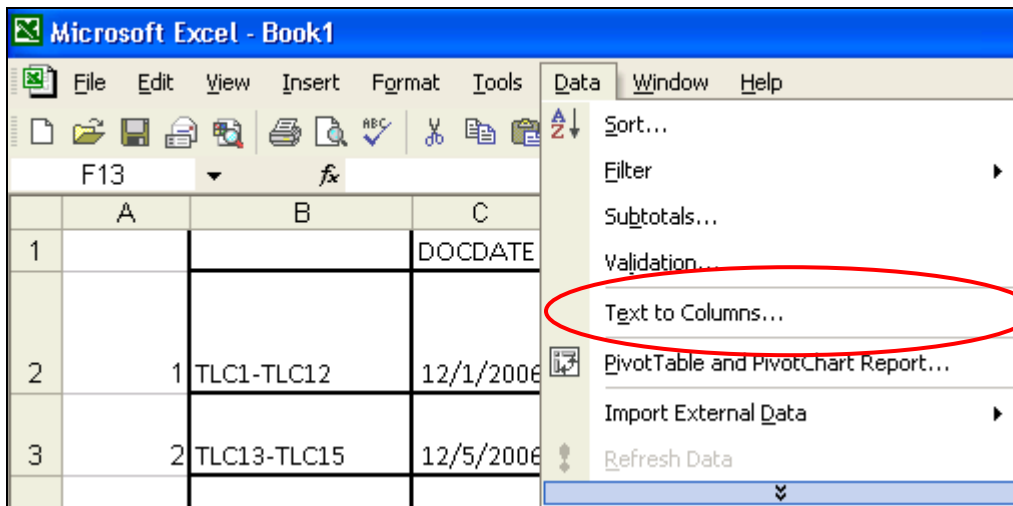 Microsoft Excel - Book1
File Edit View Insert Format Tools Data Window Help
ABC
A Z Sort...
F13 fx
Filter
A B C
Subtotals...
1 DOCDATE
Validation...
Text to Columns...
2 1 TLC1-TLC12 12/1/2006
PivotTable and PivotChart Report...
Import External Data
3 2 TLC13-TLC15 12/5/2006
Refresh Data